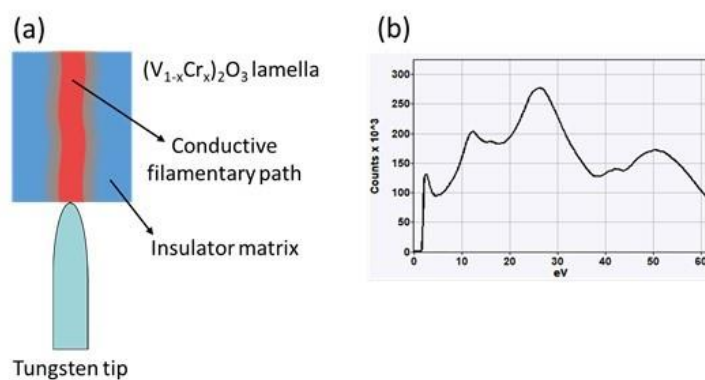 (a)
(V1-xCrx)2O3 lamella
Conductive
filamentary path
Insulator matrix
Tungsten tip
(b)
Counts x 10^3
300
250
200
150
100
50
0
0 10 20 30 40 50 60
eV